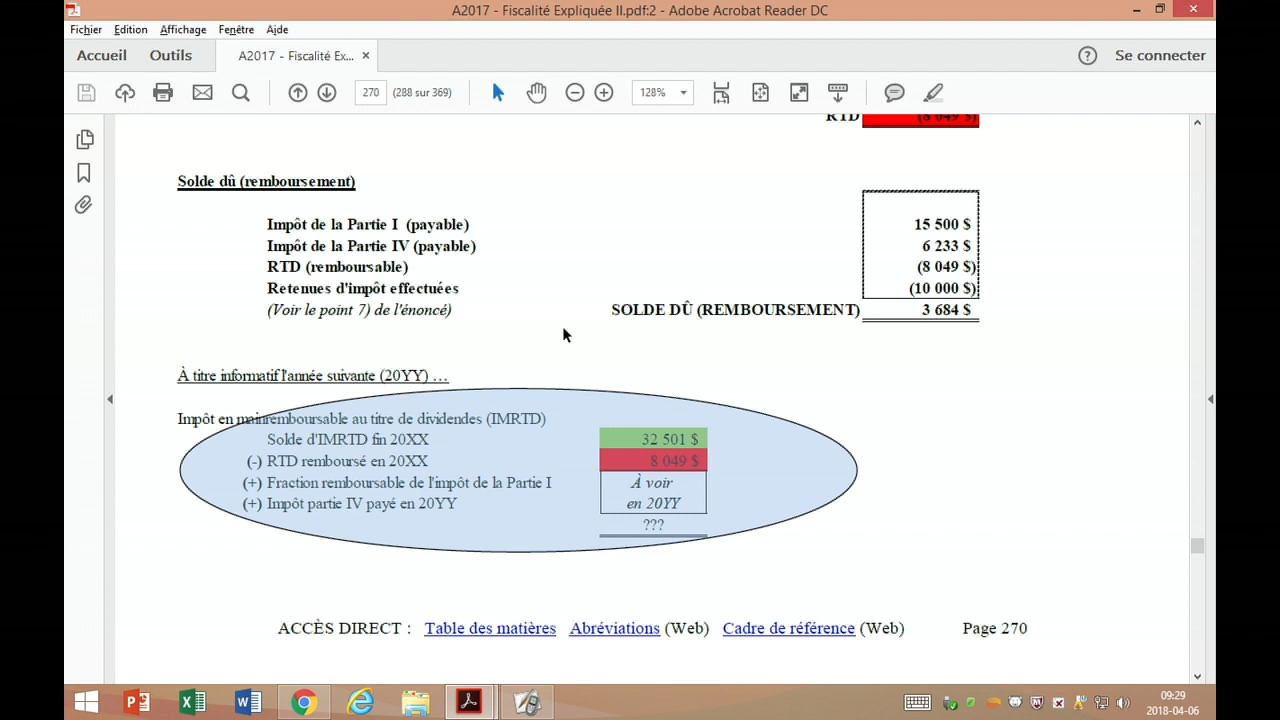 A2017 - Fiscalité Expliquée II.pdf:2 - Adobe Acrobat Reader DC
Fichier Edition Affichage Fenêtre Aide
Accueil Outils A2017 - Fiscalité Ex... × ? Se connecter
270 (288 sur 369) 128%
RTD (8 049 $)
Solde dû (remboursement)
Impôt de la Partie I (payable) 15 500 $
Impôt de la Partie IV (payable) 6 233 $
RTD (remboursable) (8 049 $)
Retenues d'impôt effectuées (10 000 $)
(Voir le point 7) de l'énoncé) SOLDE DÛ (REMBOURSEMENT) 3 684 $
À titre informatif l'année suivante (20YY) …
Impôt en mainremboursable au titre de dividendes (IMRTD)
Solde d'IMRTD fin 20XX 32 501 $
(-) RTD remboursé en 20XX 8 049 $
(+) Fraction remboursable de l'impôt de la Partie I À voir
(+) Impôt partie IV payé en 20YY en 20YY
???
ACCÈS DIRECT : Table des matières Abréviations (Web) Cadre de référence (Web) Page 270
09:29
2018-04-06